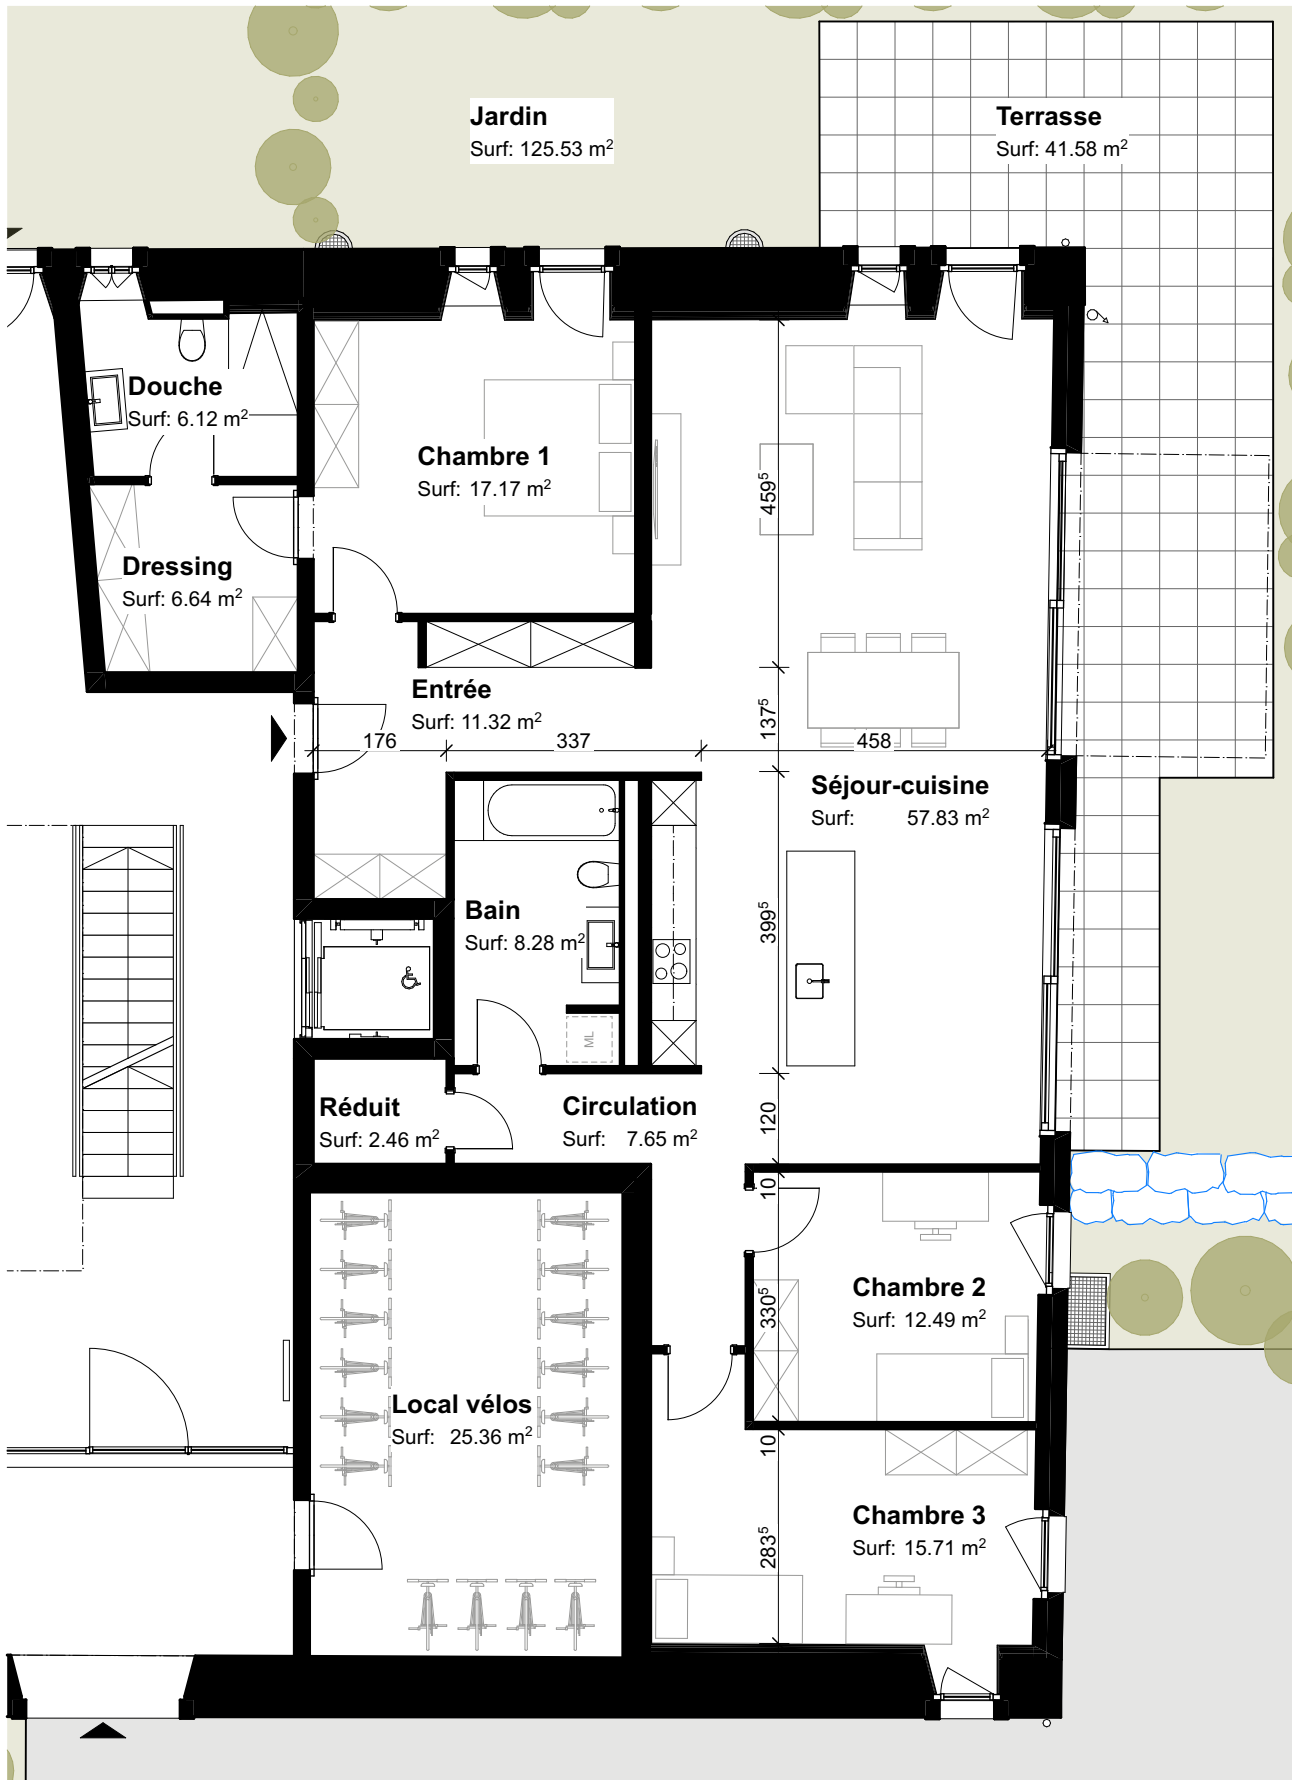 Jardin
Surf: 125.53 m²
Terrasse
Surf: 41.58 m²
Douche
Surf: 6.12 m²
Chambre 1
Surf: 17.17 m²
459⁵
Dressing
Surf: 6.64 m²
Entrée
Surf: 11.32 m²
137⁵
176
337
458
Séjour-cuisine
Surf: 57.83 m²
Bain
Surf: 8.28 m²
399⁵
ML
Réduit
Surf: 2.46 m²
Circulation
Surf: 7.65 m²
120
10
Chambre 2
Surf: 12.49 m²
330⁵
Local vélos
Surf: 25.36 m²
10
Chambre 3
Surf: 15.71 m²
283⁵